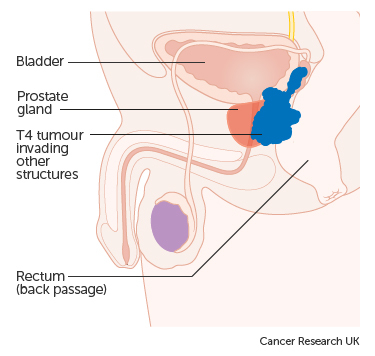 Bladder
Prostate
gland
T4 tumour
invading
other
structures
Rectum
(back passage)
Cancer Research UK